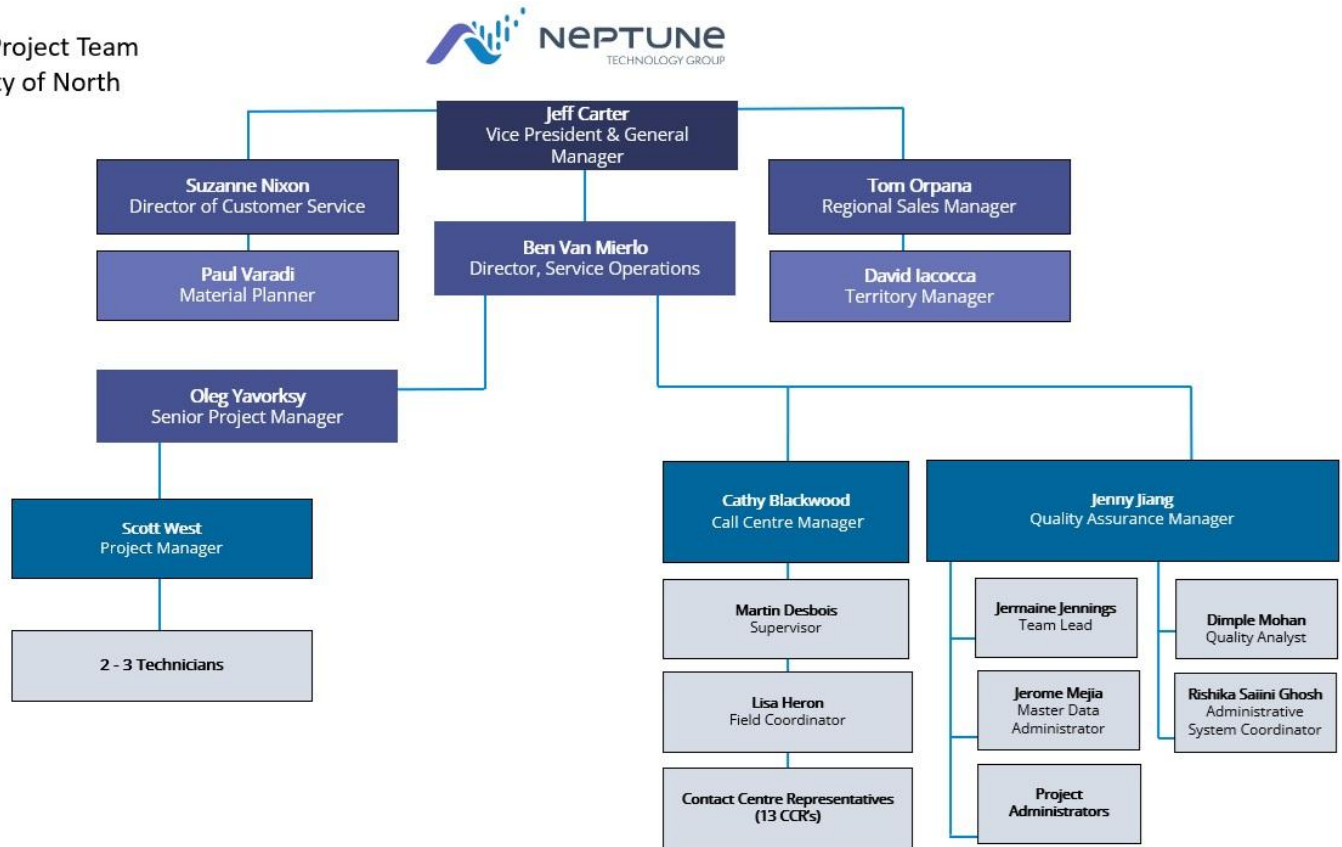 Project Team
ty of North
NEPTUNE
TECHNOLOGY GROUP
Jeff Carter
Vice President & General
Manager
Suzanne Nixon
Director of Customer Service
Tom Orpana
Regional Sales Manager
Ben Van Mierlo
Director, Service Operations
Paul Varadi
Material Planner
David Iacocca
Territory Manager
Oleg Yavorksy
Senior Project Manager
Scott West
Project Manager
2 - 3 Technicians
Cathy Blackwood
Call Centre Manager
Jenny Jiang
Quality Assurance Manager
Martin Desbois
Supervisor
Lisa Heron
Field Coordinator
Contact Centre Representatives
(13 CCR's)
Jermaine Jennings
Team Lead
Jerome Mejia
Master Data
Administrator
Project
Administrators
Dimple Mohan
Quality Analyst
Rishika Saiini Ghosh
Administrative
System Coordinator